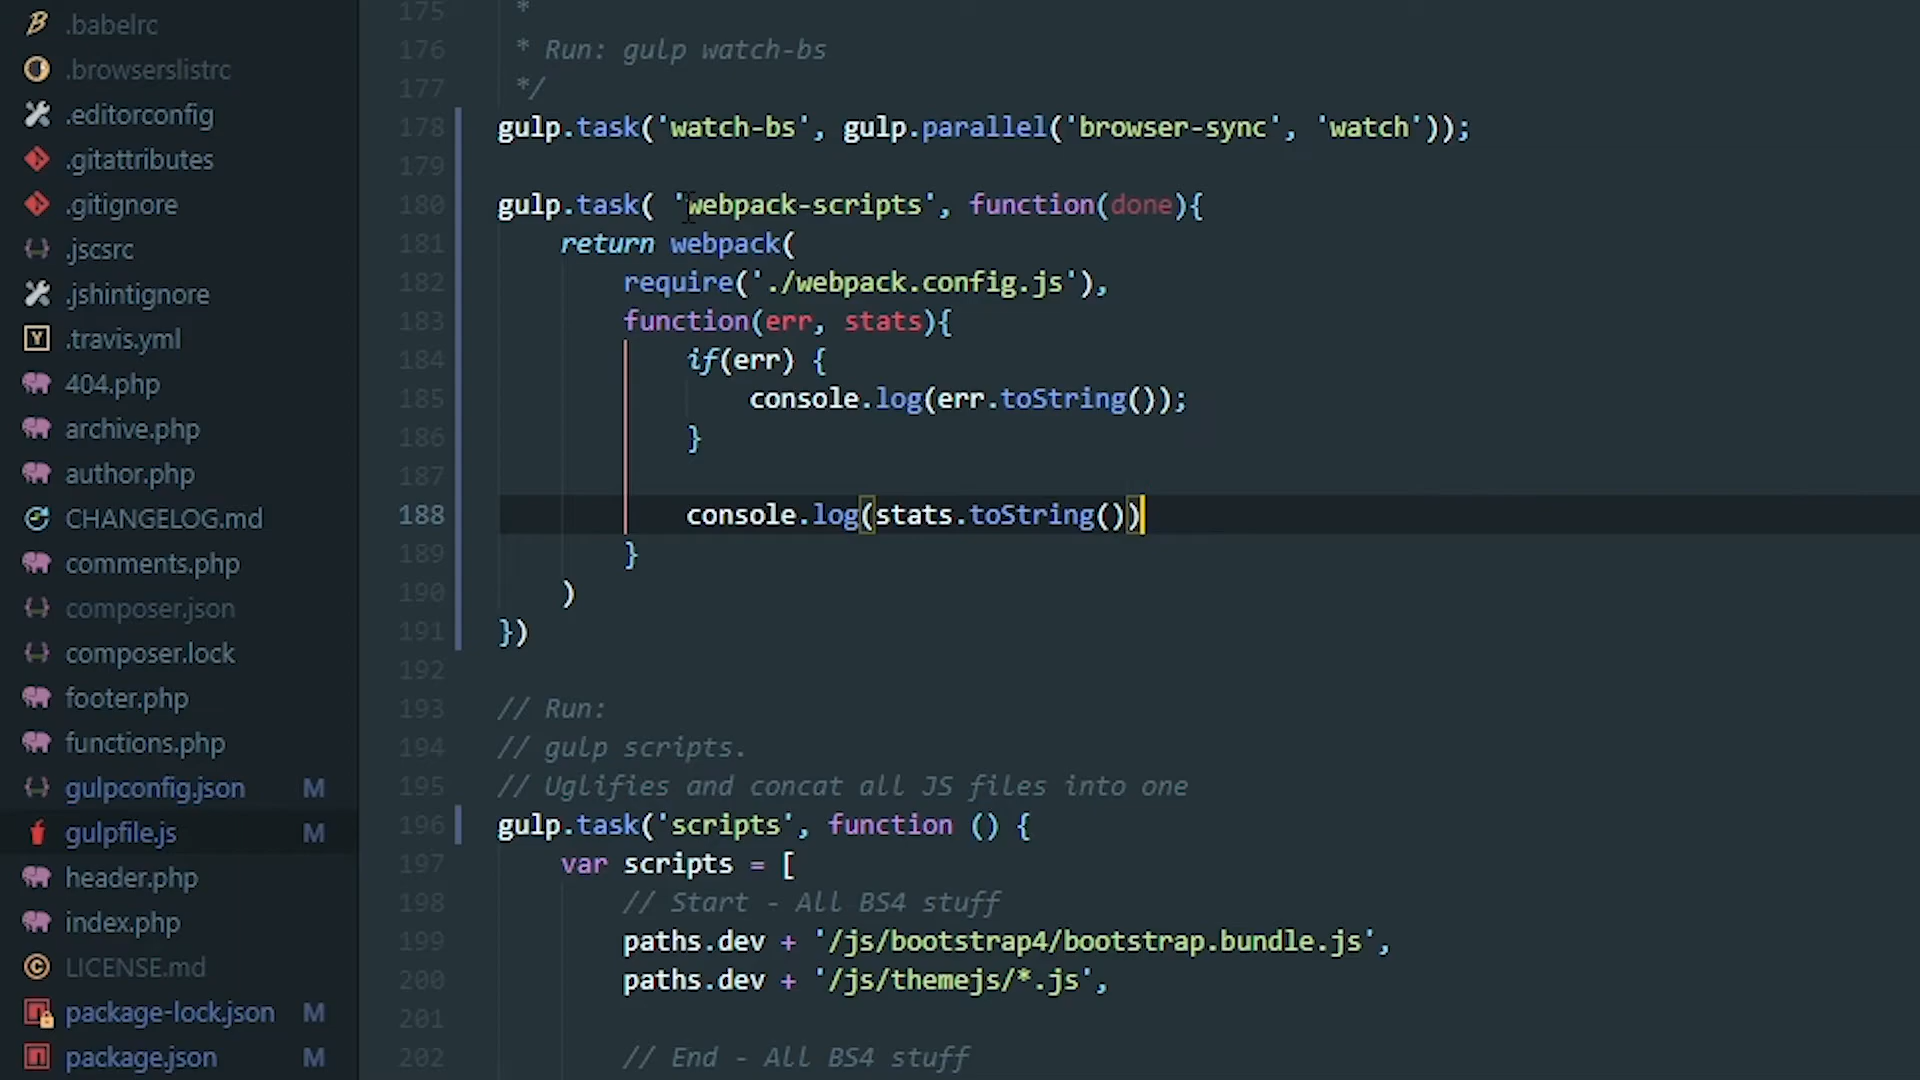 .babelrc
.browserslistrc
.editorconfig
.gitattributes
.gitignore
.jscsrc
.jshintignore
.travis.yml
404.php
archive.php
author.php
CHANGELOG.md
comments.php
composer.json
composer.lock
footer.php
functions.php
gulpconfig.json M
gulpfile.js M
header.php
index.php
LICENSE.md
package-lock.json M
package.json M
175 *
176 * Run: gulp watch-bs
177 */
178 gulp.task('watch-bs', gulp.parallel('browser-sync', 'watch'));
179
180 gulp.task( 'webpack-scripts', function(done){
181 return webpack(
182 require('./webpack.config.js'),
183 function(err, stats){
184 if(err) {
185 console.log(err.toString());
186 }
187
188 console.log(stats.toString())
189 }
190 )
191 })
192
193 // Run:
194 // gulp scripts.
195 // Uglifies and concat all JS files into one
196 gulp.task('scripts', function () {
197 var scripts = [
198 // Start - All BS4 stuff
199 paths.dev + '/js/bootstrap4/bootstrap.bundle.js',
200 paths.dev + '/js/themejs/*.js',
201
202 // End - All BS4 stuff